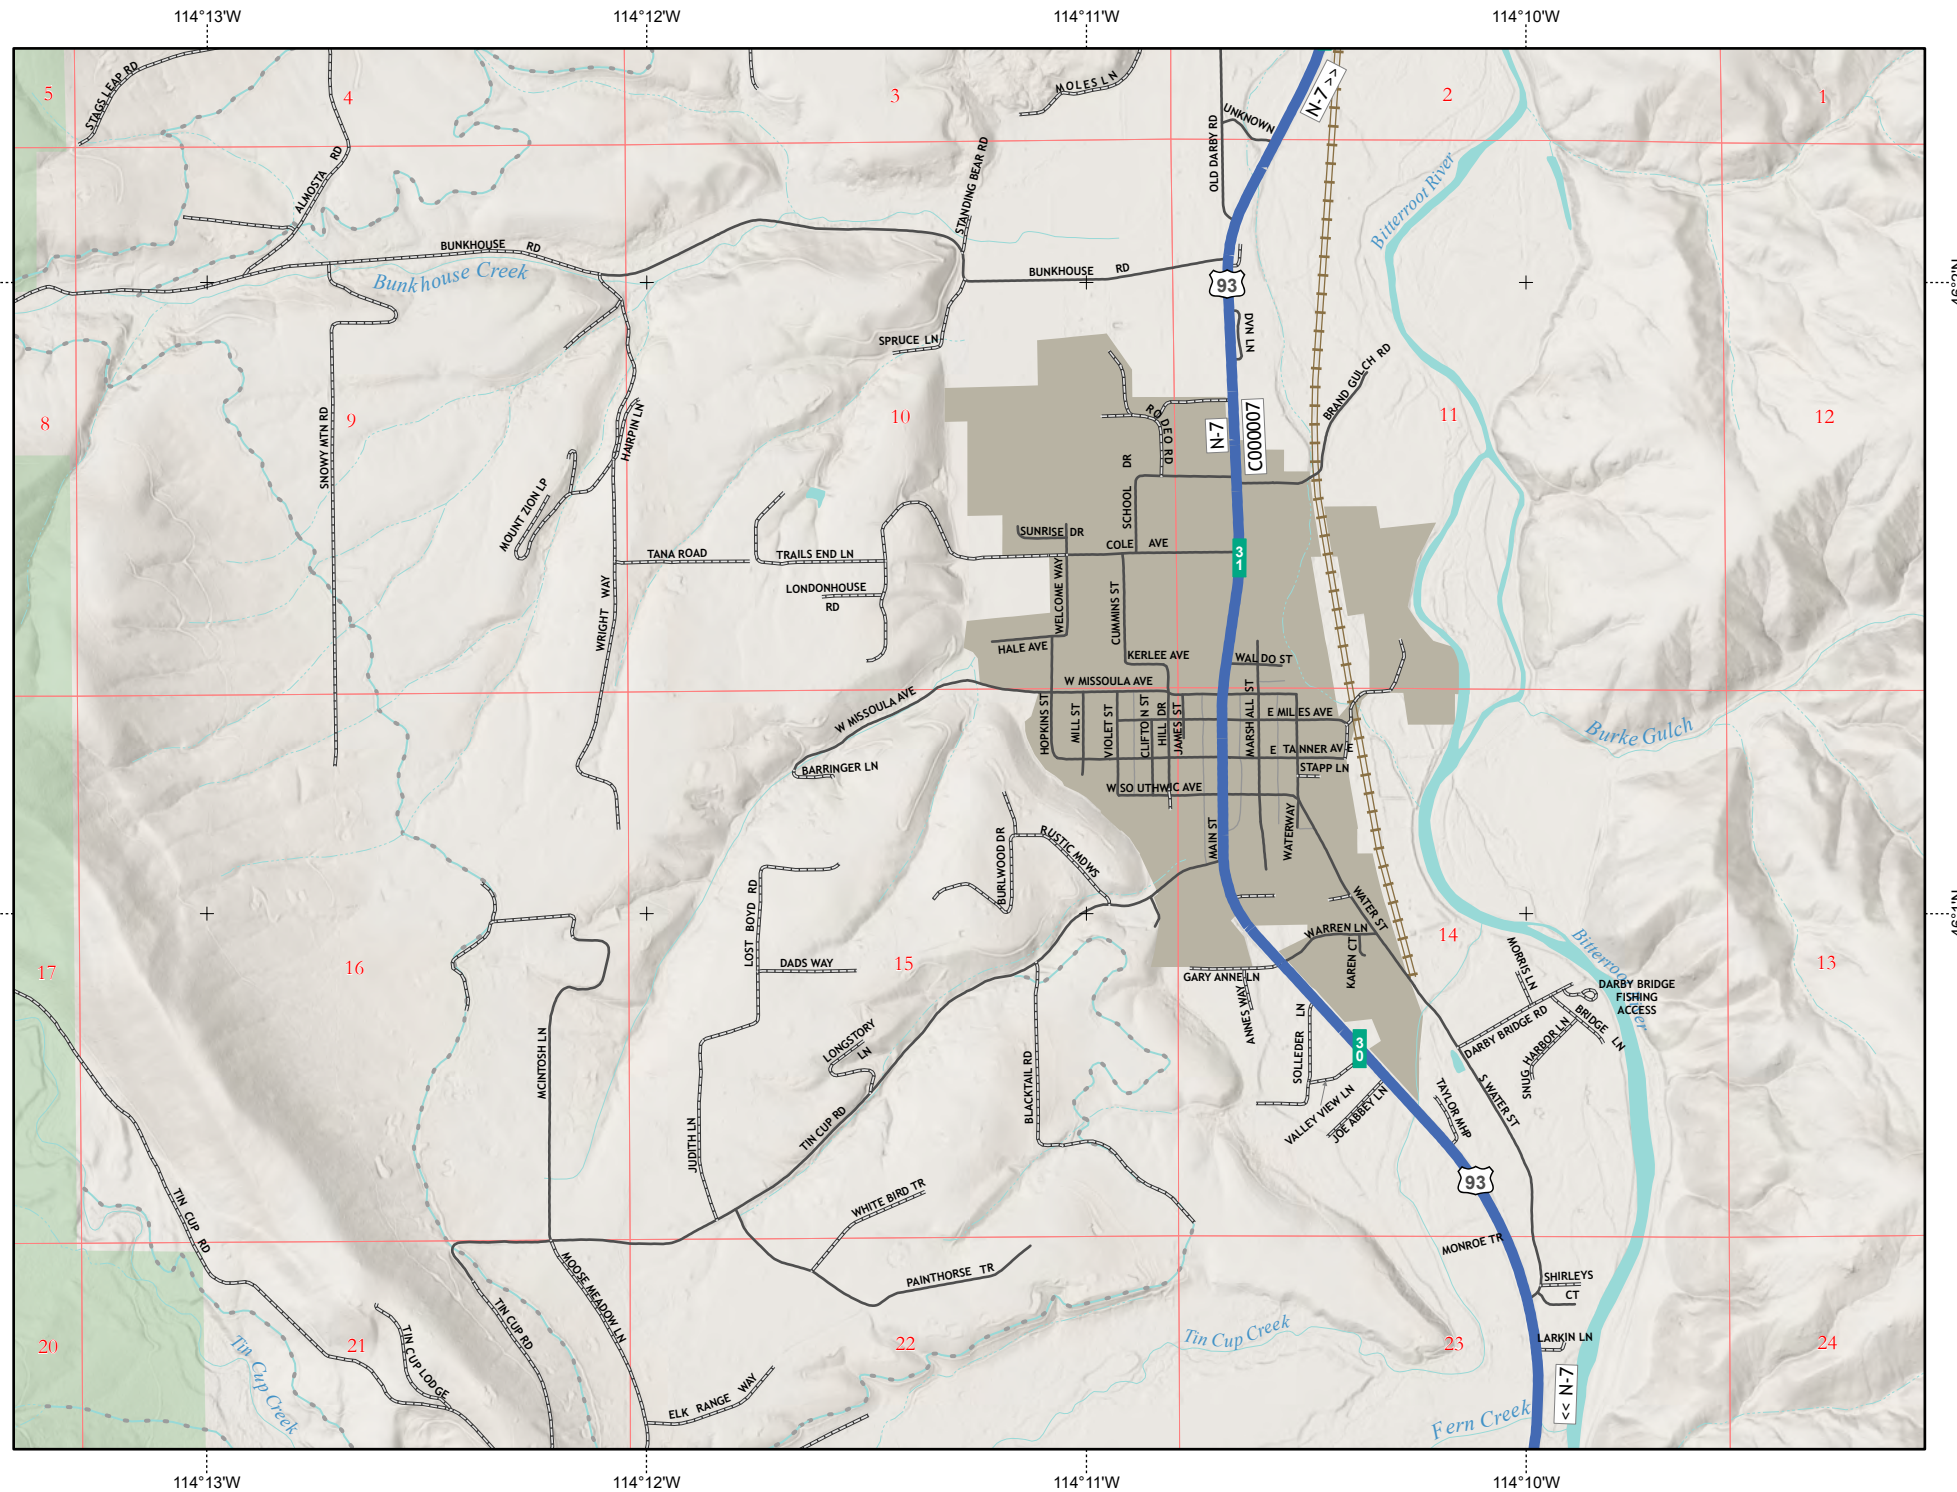 114°13'W
114°12'W
114°11'W
114°10'W
5
4
3
2
1
STAGS LEAP RD
MOLES LN
N-7 >>
UNKNOWN
OLD DARBY RD
ALMOSTA RD
STANDING BEAR RD
Bitterroot River
BUNKHOUSE RD
Bunkhouse Creek
BUNKHOUSE RD
93
DVN LN
SPRUCE LN
BRAND GULCH RD
8
9
10
11
12
SNOWY MTN RD
HAIRPIN LN
RODEO RD
N-7
C000007
MOUNT ZION LP
SCHOOL DR
SUNRISE DR
COLE AVE
31
TANA ROAD
TRAILS END LN
LONDONHOUSE
RD
WRIGHT WAY
WELCOME WAY
CUMMINS ST
HALE AVE
KERLEE AVE
WALDO ST
W MISSOULA AVE
W MISSOULA AVE
HOPKINS ST
MILL ST
VIOLETT ST
CLIFTON ST
HILL DR
JAMES ST
MARSHALL ST
E MILES AVE
E TANNER AVE
STAPP LN
Burke Gulch
BARRINGER LN
W SOUTHWIC AVE
MAIN ST
WATERWAY
BURLWOOD DR
RUSTIC MDWS
LOST BOYD RD
WATER ST
WARREN LN
KAREN CT
14
13
17
16
15
DADS WAY
GARY ANNE LN
ANNES WAY
MORRIS LN
Bitterroot River
DARBY BRIDGE
FISHING
ACCESS
DARBY BRIDGE RD
BRIDGE LN
SNUG HARBOR LN
SOLLEDER LN
30
MCINTOSH LN
LONGSTORY
LN
BLACKTAIL RD
VALLEY VIEW LN
JOE ABBEY LN
TAYLOR MHP
S WATER ST
JUDITH LN
TIN CUP RD
93
TIN CUP RD
WHITE BIRD TR
MONROE TR
MOOSE MEADOW LN
PAINTHORSE TR
SHIRLEYS
CT
TIN CUP RD
TIN CUP LODGE
Tin Cup Creek
Tin Cup Creek
LARKIN LN
20
21
22
23
24
ELK RANGE WAY
<< N-7
Fern Creek
114°13'W
114°12'W
114°11'W
114°10'W